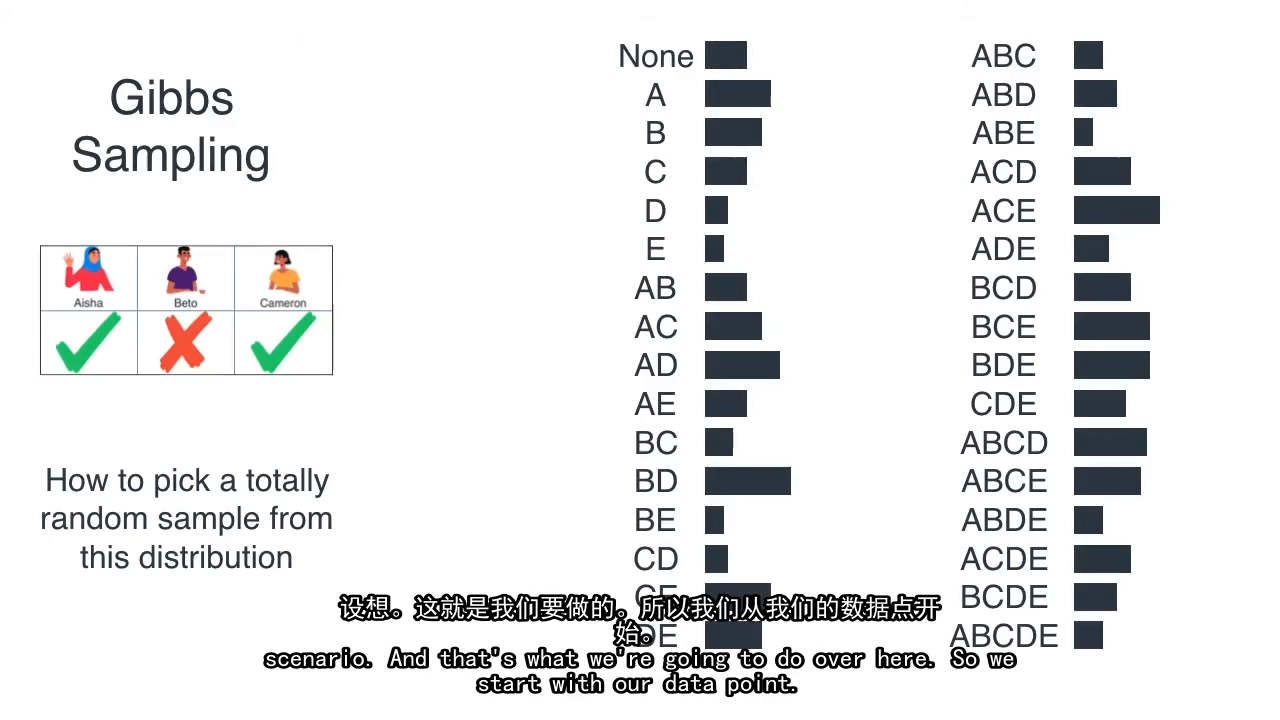 Gibbs
Sampling
Aisha
Beto
Cameron
How to pick a totally
random sample from
this distribution
None
A
B
C
D
E
AB
AC
AD
AE
BC
BD
BE
CD
CE
DE
ABC
ABD
ABE
ACD
ACE
ADE
BCD
BCE
BDE
CDE
ABCD
ABCE
ABDE
ACDE
BCDE
ABCDE
设想。这就是我们要做的。所以我们从我们的数据点开
始。
scenario. And that's what we're going to do over here. So we
start with our data point.